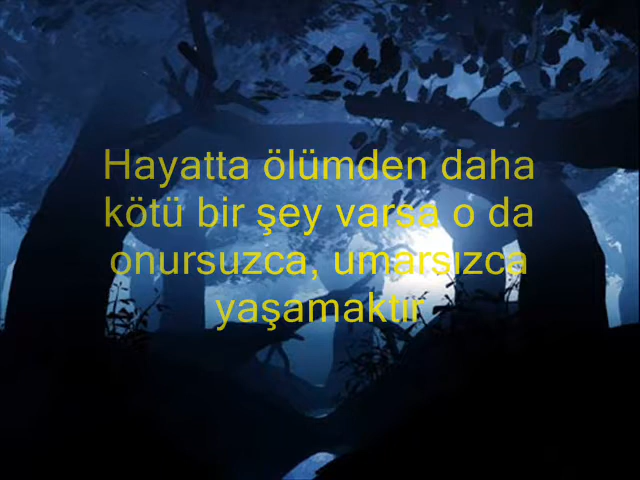 Hayatta ölümden daha
kötü bir şey varsa o da
onursuzca, umarsızca
yaşamaktır